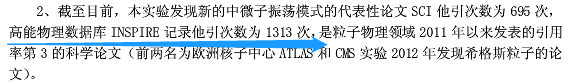 2、截至目前，本实验发现新的中微子振荡模式的代表性论文 SCI 他引次数为 695 次，
高能物理数据库 INSPIRE 记录他引次数为 1313 次，是粒子物理领域 2011 年以来发表的引用
率第 3 的科学论文（前两名为欧洲核子中心 ATLAS 和 CMS 实验 2012 年发现希格斯粒子的论
文）。